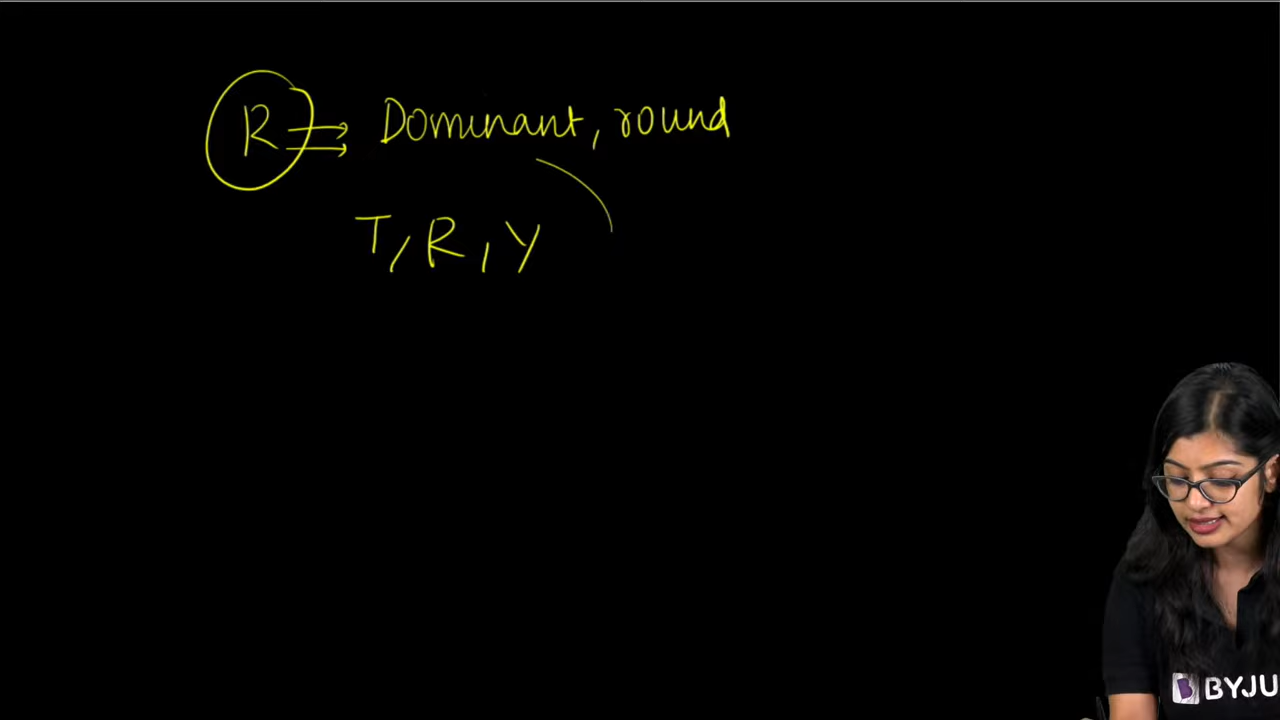 R ⇒ Dominant, round
T, R, Y
BYJU